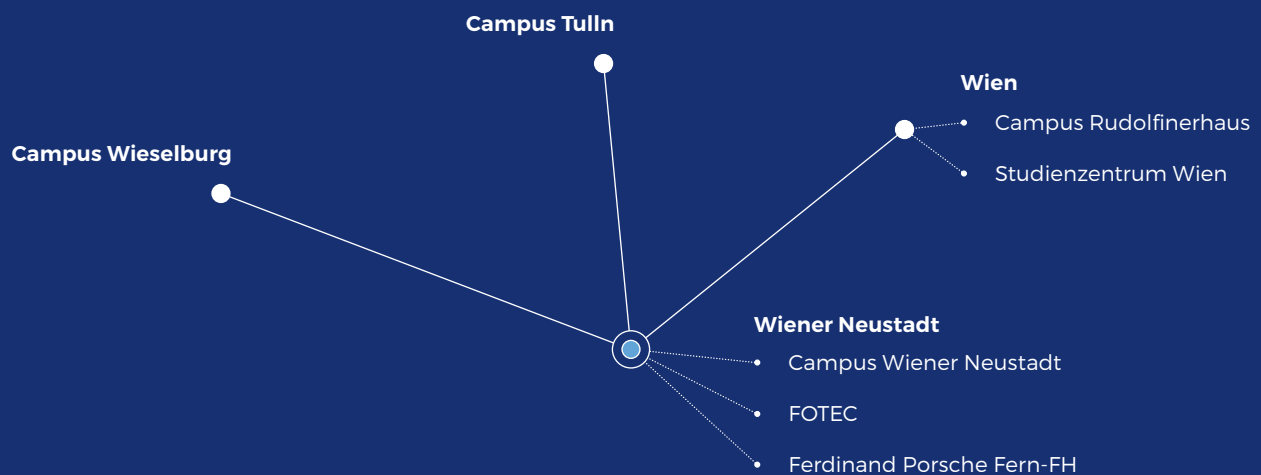 Campus Tulln
Wien
Campus Rudolfinerhaus
Campus Wieselburg
Studienzentrum Wien
Wiener Neustadt
Campus Wiener Neustadt
FOTEC
Ferdinand Porsche Fern-FH